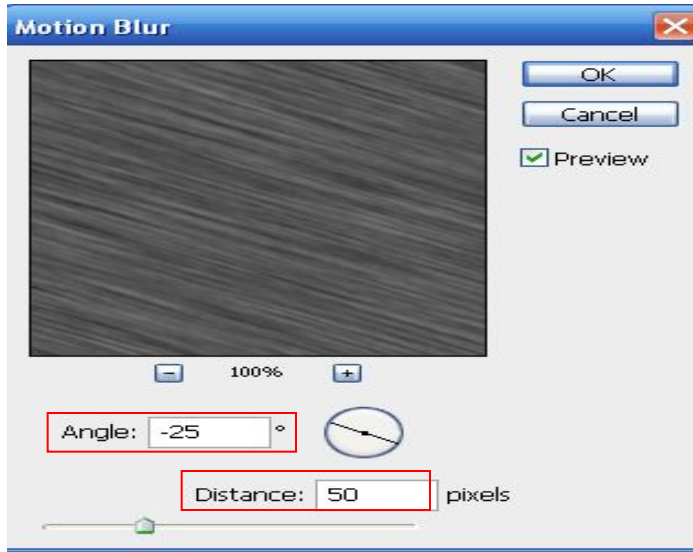 Motion Blur
OK
Cancel
Preview
- 100% +
Angle: -25 °
Distance: 50 pixels